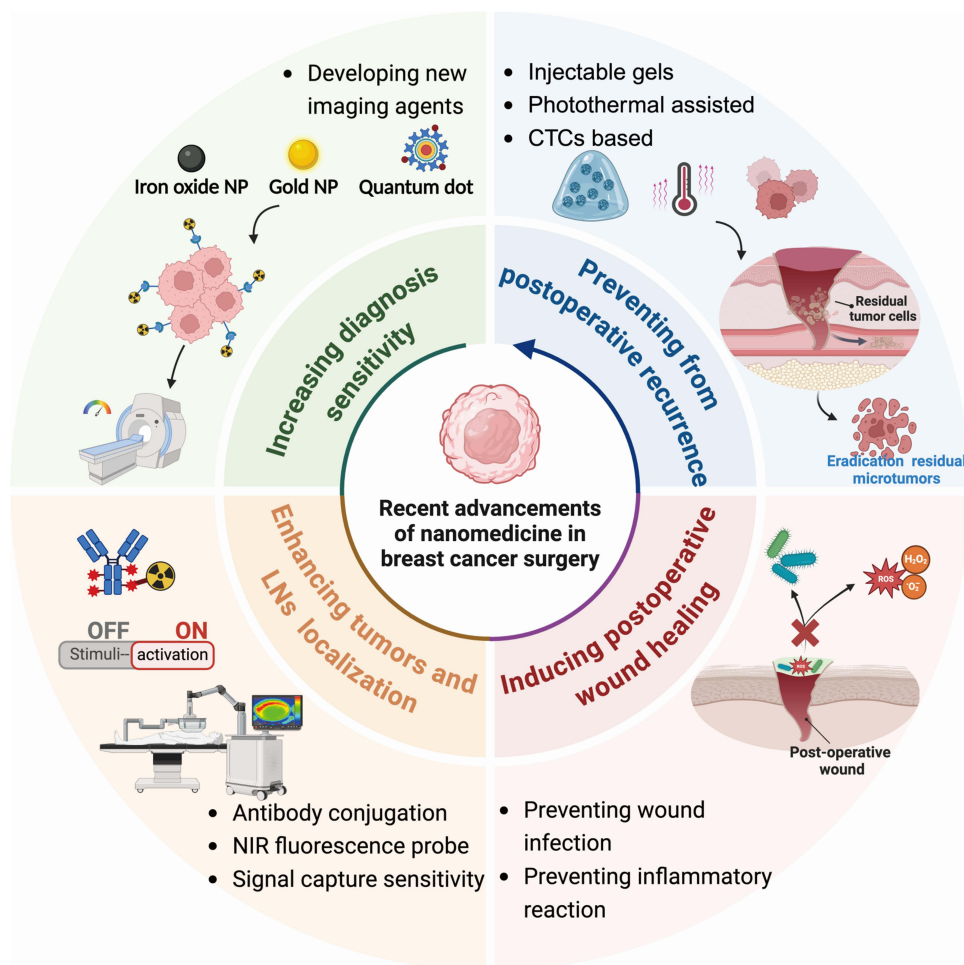 • Developing new
imaging agents
Iron oxide NP
Gold NP
Quantum dot
Increasing diagnosis
sensitivity
• Injectable gels
• Photothermal assisted
• CTCs based
Residual
tumor cells
Eradication residual
microtumors
Preventing from
postoperative recurrence
Recent advancements
of nanomedicine in
breast cancer surgery
Enhancing tumors and
LNs localization
OFF ON
Stimuli-- activation
• Antibody conjugation
• NIR fluorescence probe
• Signal capture sensitivity
Inducing postoperative
wound healing
ROS
H₂O₂
·O₂⁻
ROS
Post-operative
wound
• Preventing wound
infection
• Preventing inflammatory
reaction